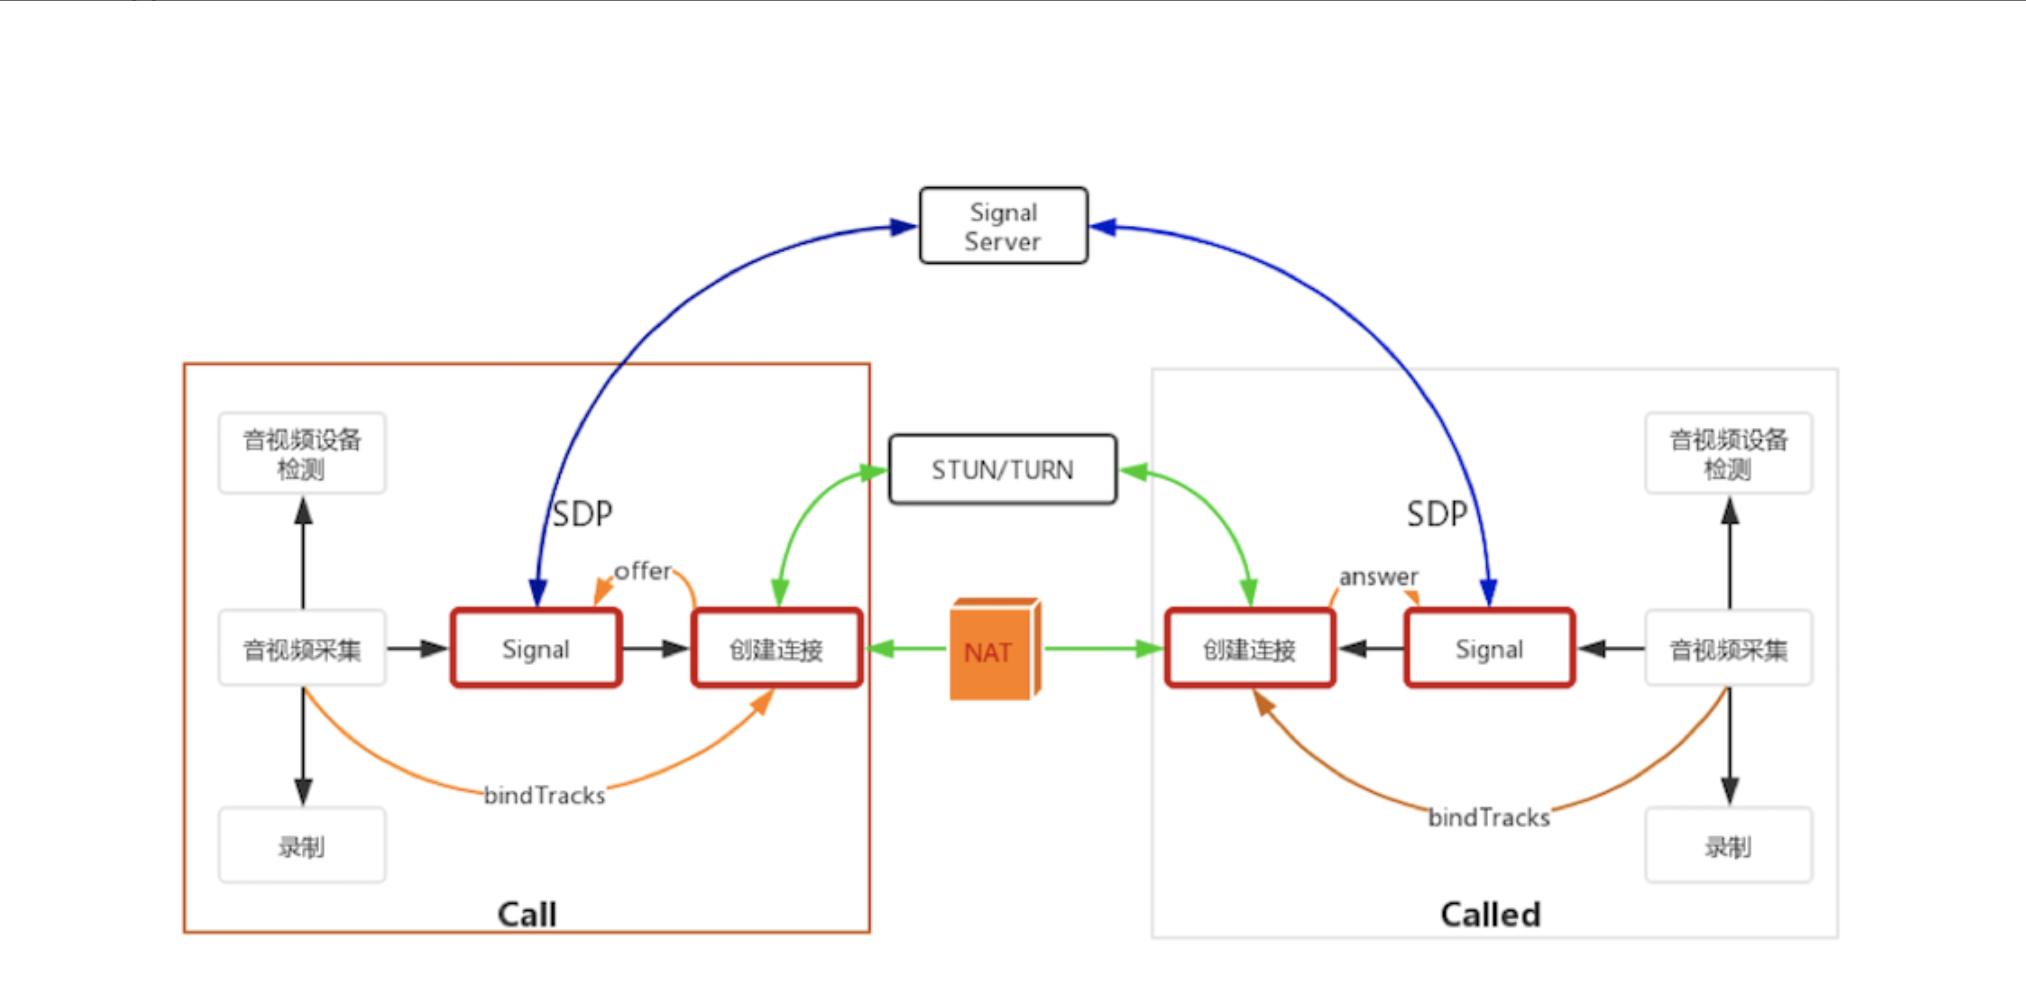 Signal
Server
音视频设备
检测
STUN/TURN
音视频设备
检测
SDP
SDP
offer
answer
音视频采集
Signal
创建连接
NAT
创建连接
Signal
音视频采集
bindTracks
bindTracks
录制
录制
Call
Called